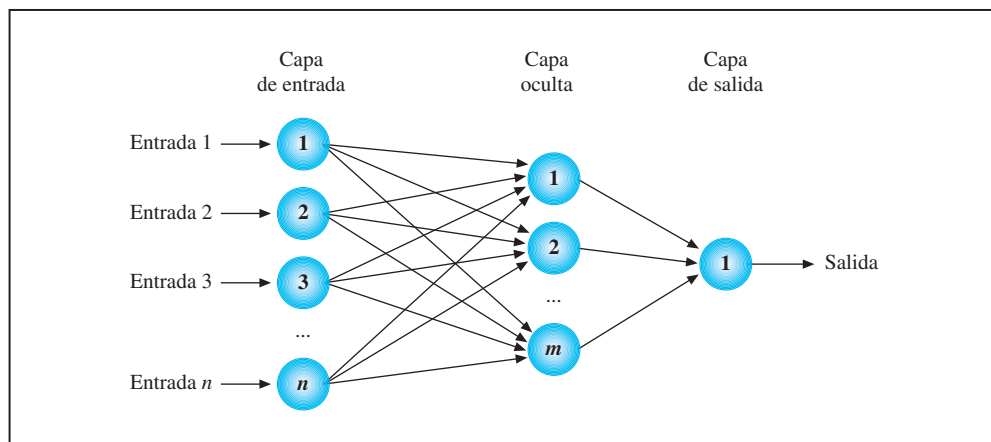 Capa
de entrada
Capa
oculta
Capa
de salida
Entrada 1
1
Entrada 2
2
Entrada 3
3
...
Entrada n
n
1
2
...
m
1
Salida